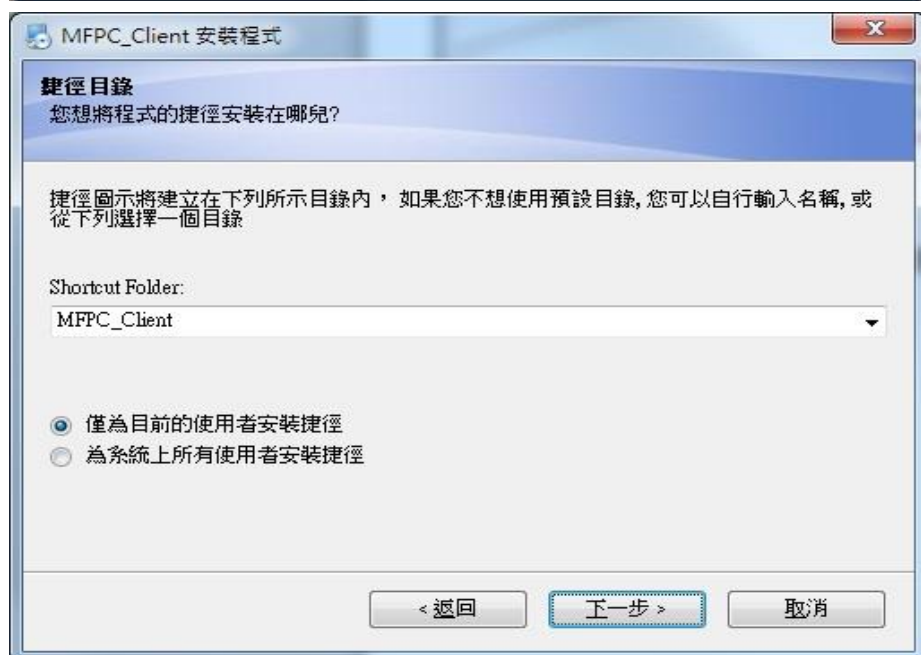 MFPC_Client 安裝程式
捷徑目錄
您想將程式的捷徑安裝在哪兒?
捷徑圖示將建立在下列所示目錄內， 如果您不想使用預設目錄, 您可以自行輸入名稱, 或
從下列選擇一個目錄
Shortcut Folder:
MFPC_Client
僅為目前的使用者安裝捷徑
為系統上所有使用者安裝捷徑
< 返回
下一步 >
取消